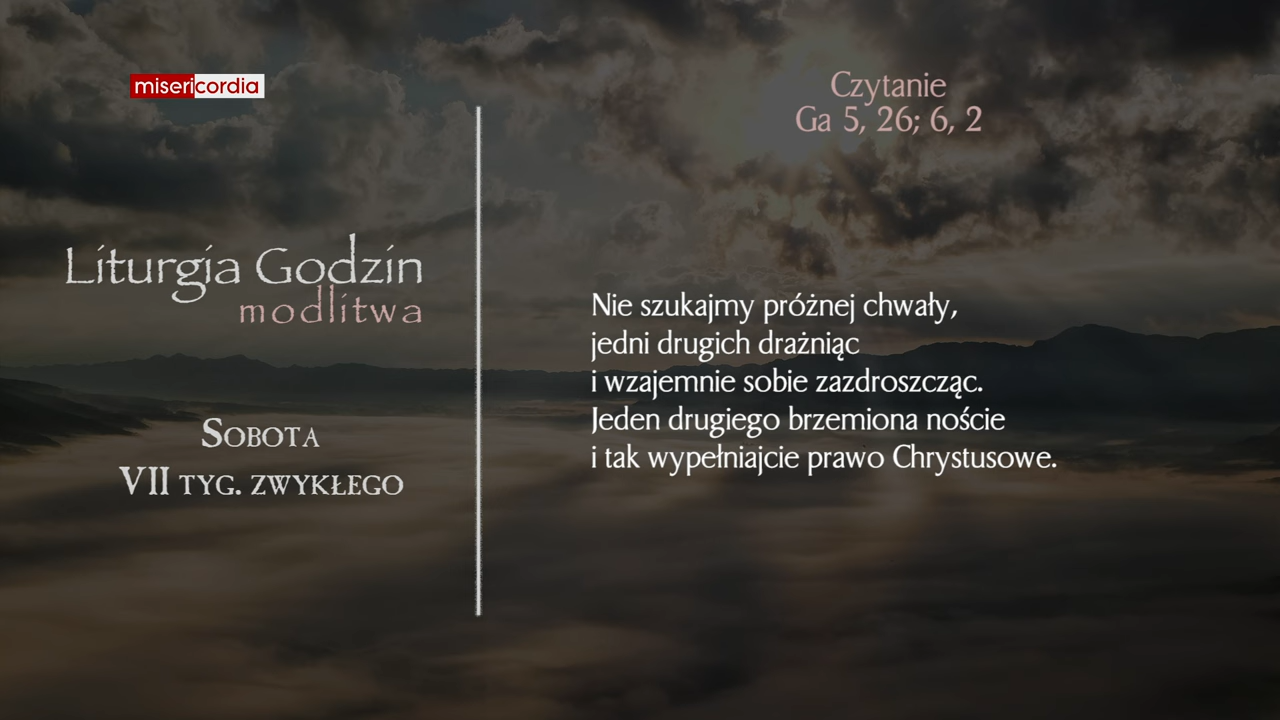 misericordia
Liturgia Godzin
modlitwa
Sobota
VII tyg. zwykłego
Czytanie
Ga 5, 26; 6, 2
Nie szukajmy próżnej chwały,
jedni drugich drażniąc
i wzajemnie sobie zazdroszcząc.
Jeden drugiego brzemiona noście
i tak wypełniajcie prawo Chrystusowe.